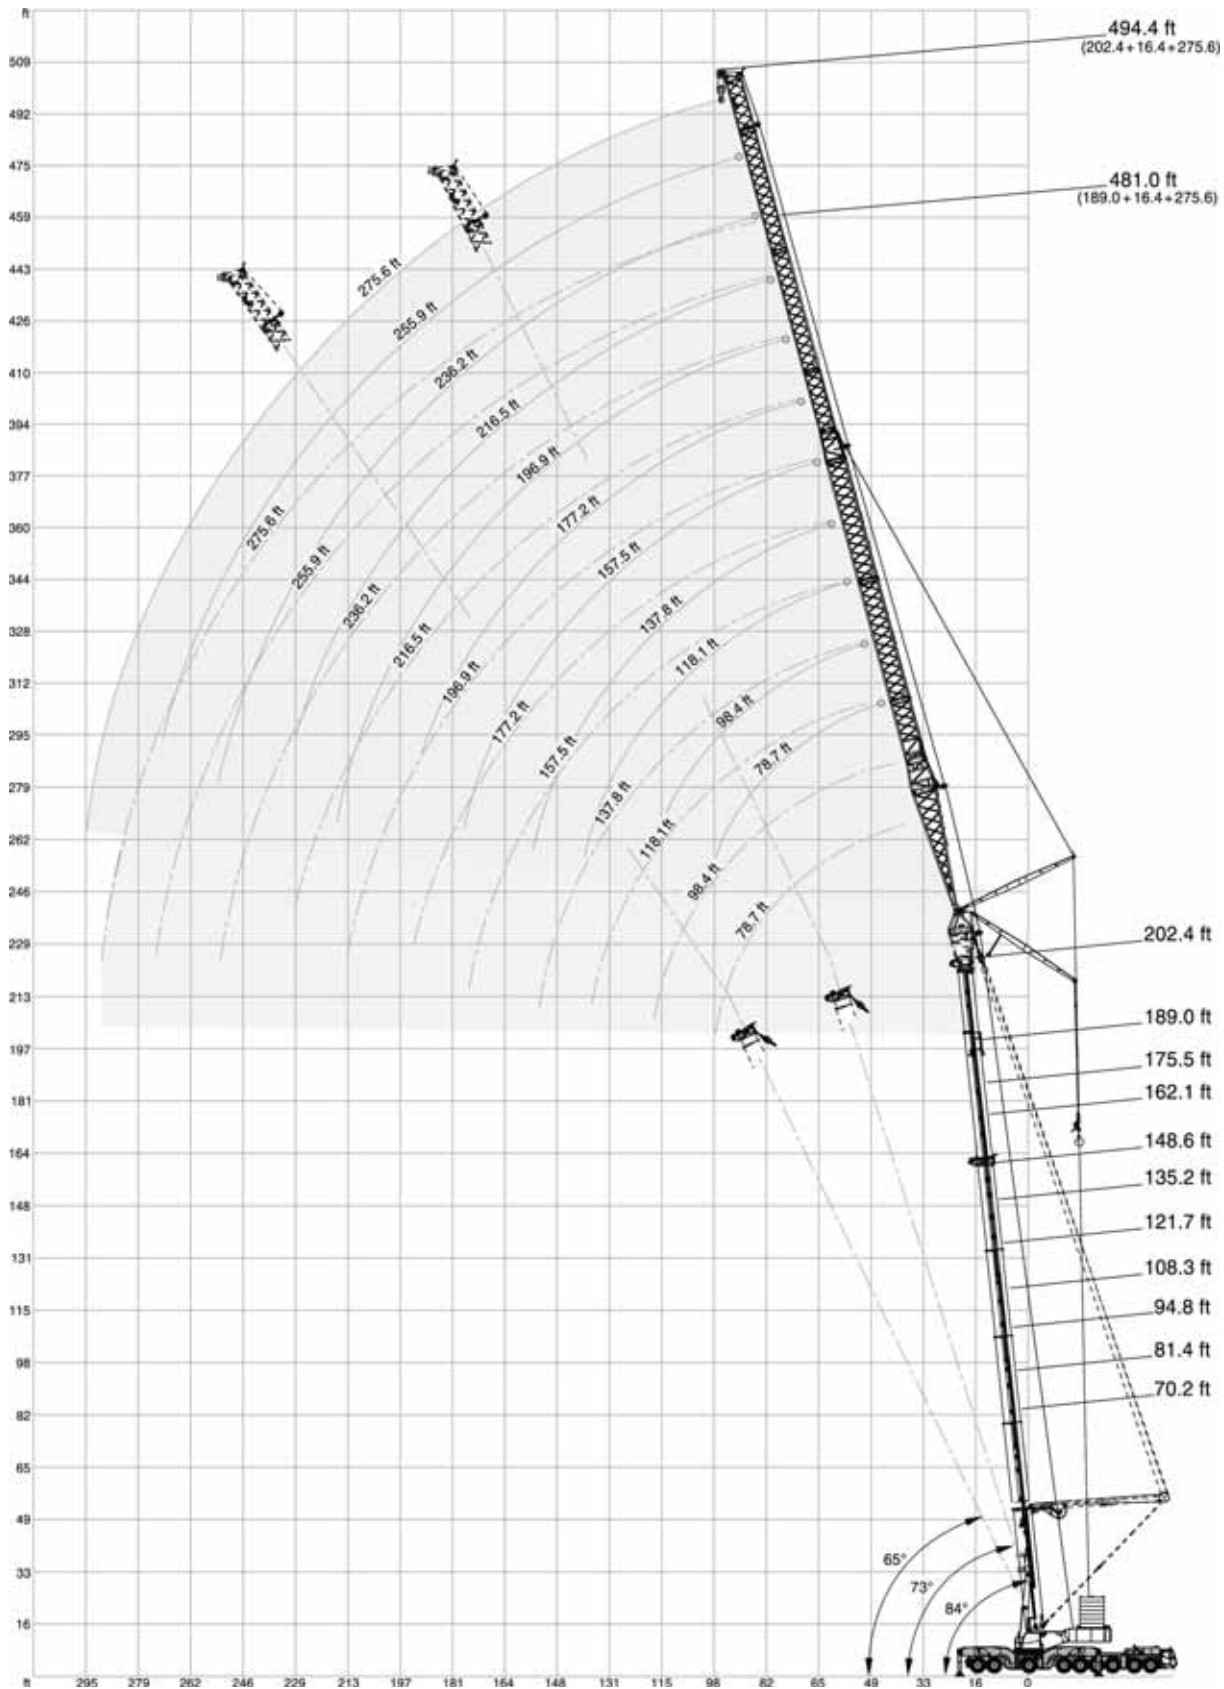 ft
494.4 ft
(202.4+16.4+275.6)
509
492
475
481.0 ft
(189.0+16.4+275.6)
459
443
275.6 ft
426
255.9 ft
410
236.2 ft
394
216.5 ft
377
196.9 ft
360
275.6 ft
177.2 ft
255.9 ft
157.5 ft
344
236.2 ft
137.8 ft
328
216.5 ft
118.1 ft
312
196.9 ft
98.4 ft
295
177.2 ft
78.7 ft
279
157.5 ft
137.8 ft
262
118.1 ft
246
98.4 ft
78.7 ft
229
202.4 ft
213
189.0 ft
197
175.5 ft
181
162.1 ft
164
148.6 ft
148
135.2 ft
131
121.7 ft
115
108.3 ft
98
94.8 ft
81.4 ft
82
70.2 ft
65
49
65°
33
73°
84°
16
ft 295 279 262 246 229 213 197 181 164 148 131 115 98 82 65 49 33 16 0